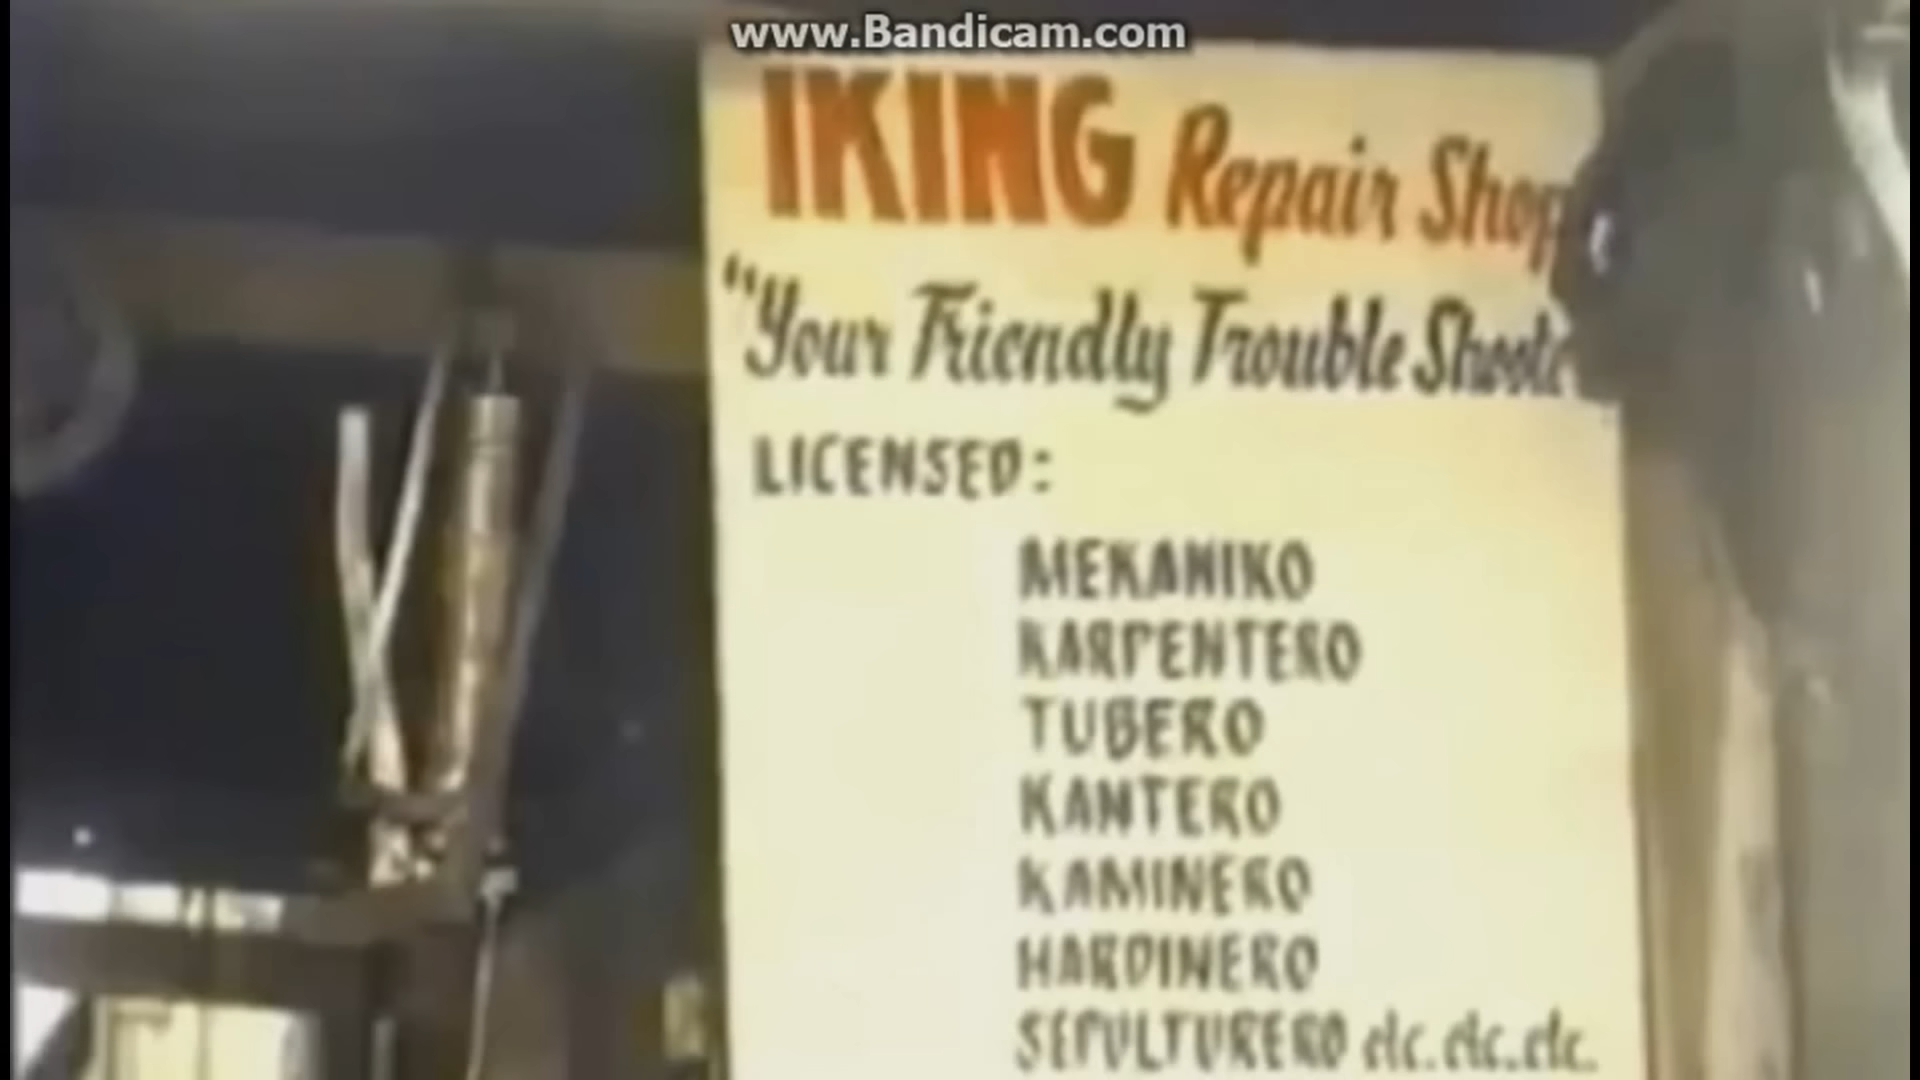 www.Bandicam.com
IKING Repair Shop
"Your Friendly Trouble Shoote
LICENSED:
MEKANIKO
KARPENTERO
TUBERO
KANTERO
KAMINERO
HARDINERO
SEPULTURERO etc. etc. etc.